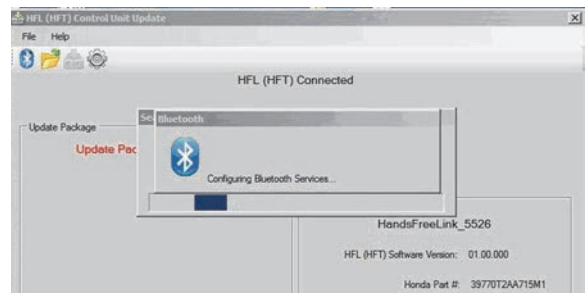 HFL (HFT) Control Unit Update
File Help
HFL (HFT) Connected
Bluetooth
Update Package
Update Pac
Configuring Bluetooth Services...
HandsFreeLink_5526
HFL (HFT) Software Version: 01.00.000
Honda Part #: 39770T2AA715M1